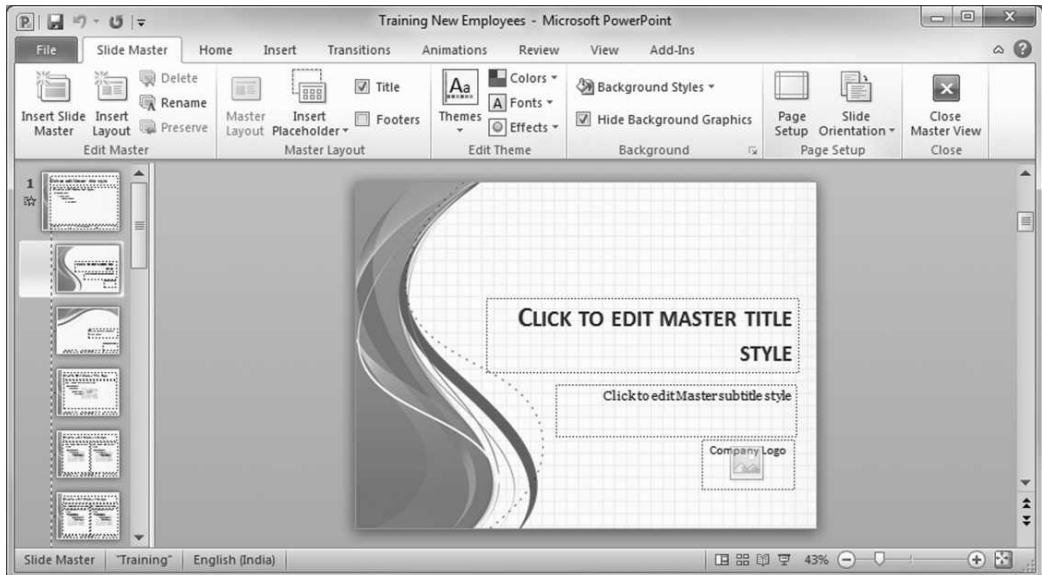 Training New Employees - Microsoft PowerPoint
File Slide Master Home Insert Transitions Animations Review View Add-Ins
Insert Slide Master
Insert Layout
Delete
Rename
Preserve
Edit Master
Master Layout
Insert Placeholder
Title
Footers
Master Layout
Themes
Colors
Fonts
Effects
Edit Theme
Background Styles
Hide Background Graphics
Background
Page Setup
Slide Orientation
Page Setup
Close Master View
Close
1
CLICK TO EDIT MASTER TITLE
STYLE
Click to edit Master subtitle style
Company Logo
Slide Master "Training" English (India) 43%